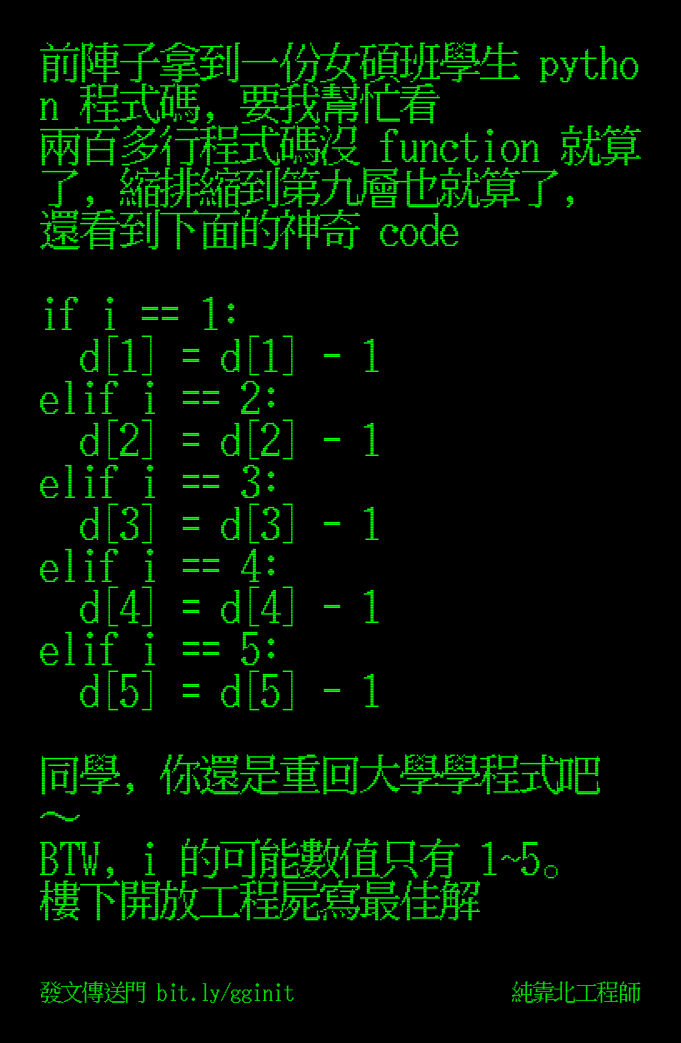 前陣子拿到一份女碩班學生 pytho
n 程式碼, 要我幫忙看
兩百多行程式碼沒 function 就算
了, 縮排縮到第九層也就算了,
還看到下面的神奇 code
if i == 1:
  d[1] = d[1] - 1
elif i == 2:
  d[2] = d[2] - 1
elif i == 3:
  d[3] = d[3] - 1
elif i == 4:
  d[4] = d[4] - 1
elif i == 5:
  d[5] = d[5] - 1
同學, 你還是重回大學學程式吧
～
BTW, i 的可能數值只有 1~5。
樓下開放工程屍寫最佳解
發文傳送門 bit.ly/gginit 純靠北工程師